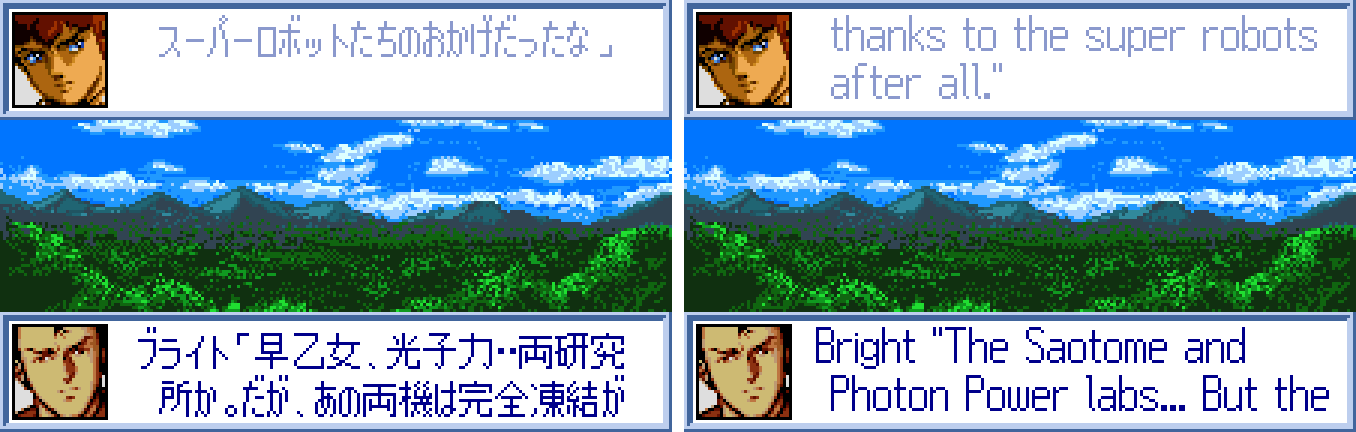 スーパーロボットたちのおかげだったな」
ブライト「早乙女、光子力‥両研究
所か。だが、あの両機は完全凍結が
thanks to the super robots
after all."
Bright "The Saotome and
Photon Power labs... But the